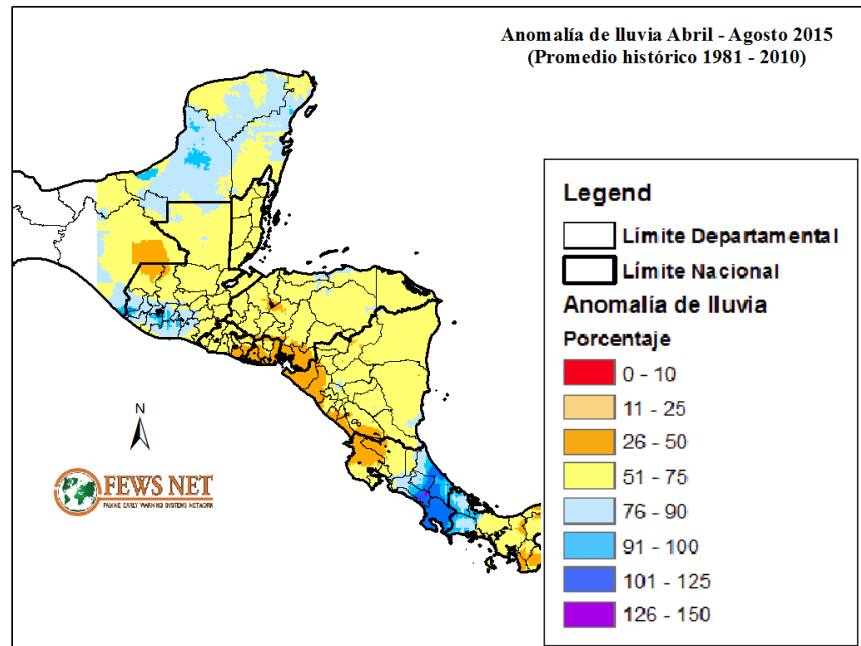 Anomalía de lluvia Abril - Agosto 2015
(Promedio histórico 1981 - 2010)
Legend
Límite Departamental
Límite Nacional
Anomalía de lluvia
Porcentaje
0 - 10
11 - 25
26 - 50
51 - 75
76 - 90
91 - 100
101 - 125
126 - 150
N
FEWS NET
FAMINE EARLY WARNING SYSTEMS NETWORK